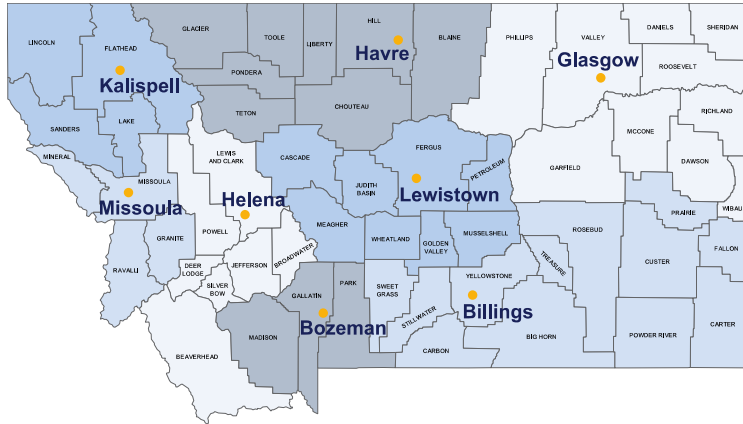 LINCOLN
FLATHEAD
GLACIER
TOOLE
LIBERTY
HILL
BLAINE
PHILLIPS
VALLEY
DANIELS
SHERIDAN
Kalispell
Havre
Glasgow
PONDERA
ROOSEVELT
TETON
CHOUTEAU
SANDERS
LAKE
RICHLAND
MCCONE
MINERAL
MISSOULA
LEWIS
AND CLARK
CASCADE
FERGUS
PETROLEUM
GARFIELD
DAWSON
JUDITH
BASIN
Missoula
Helena
Lewistown
WIBAU
PRAIRIE
POWELL
MEAGHER
WHEATLAND
GOLDEN
VALLEY
MUSSELSHELL
ROSEBUD
GRANITE
BROADWATER
FALLON
RAVALLI
DEER
LODGE
JEFFERSON
TREASURE
CUSTER
SILVER
BOW
GALLATIN
PARK
SWEET
GRASS
YELLOWSTONE
STILLWATER
Billings
Bozeman
BEAVERHEAD
MADISON
CARBON
BIG HORN
POWDER RIVER
CARTER